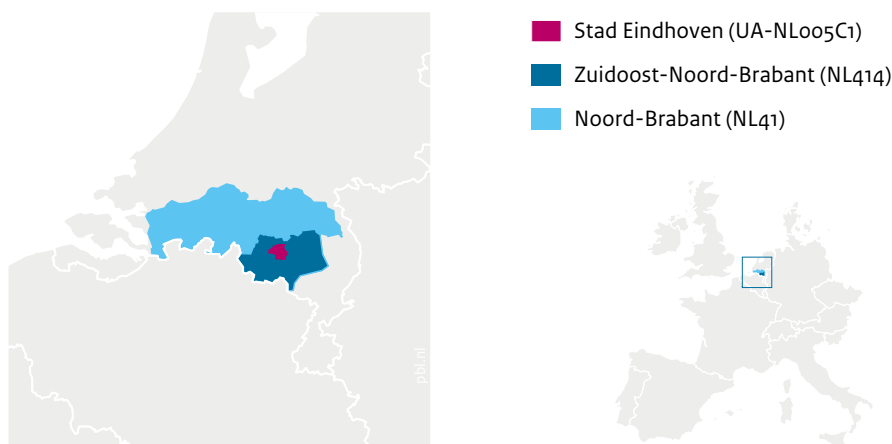 Stad Eindhoven (UA-NL005C1)
Zuidoost-Noord-Brabant (NL414)
Noord-Brabant (NL41)
pbl.nl